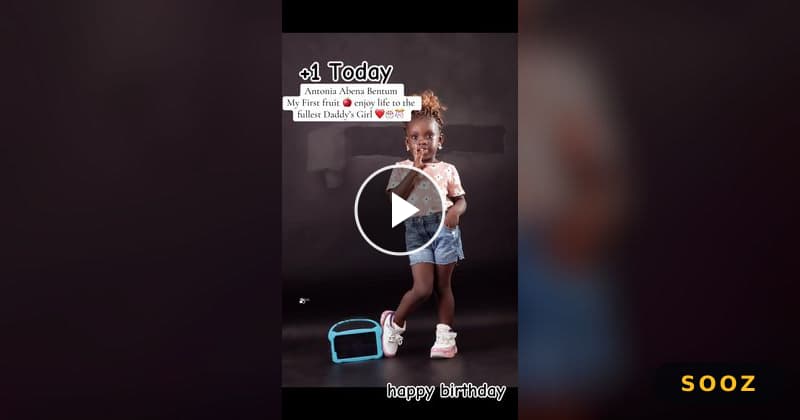 +1 Today
Antonia Abena Bentum
My First fruit 🍎 enjoy life to the
fullest Daddy's Girl ❤️🎂🎊
happy birthday
SOOZ